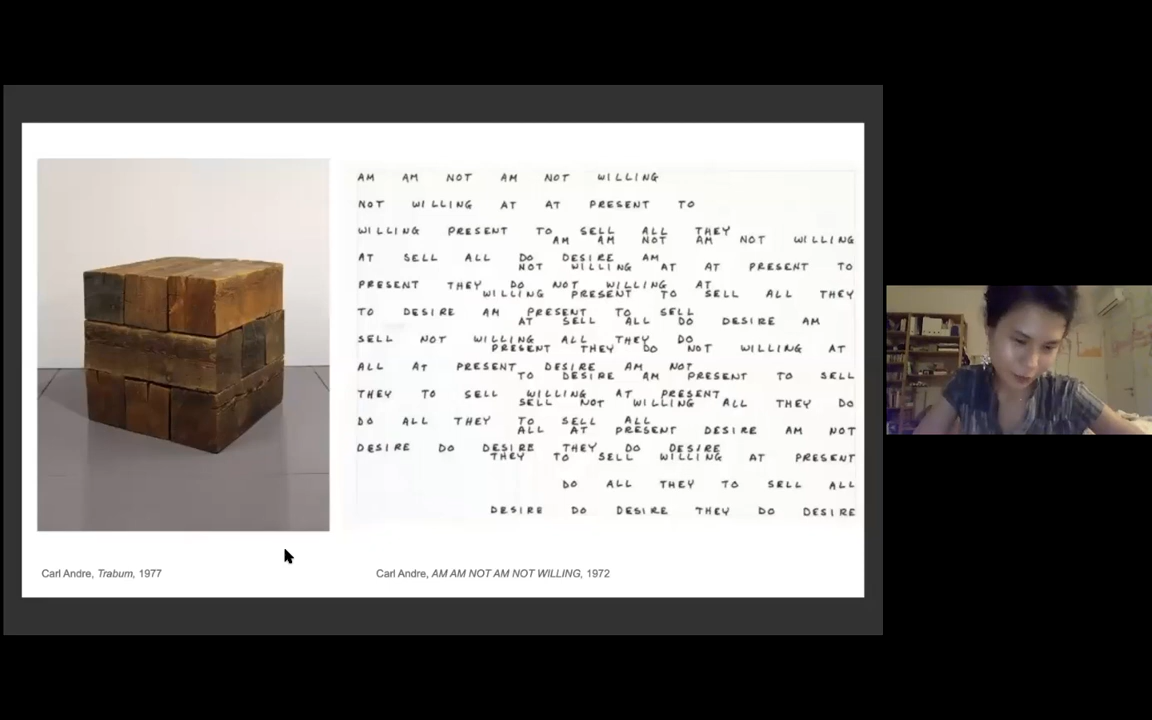 AM AM NOT AM NOT WILLING
NOT WILLING AT AT PRESENT TO
WILLING PRESENT TO SELL ALL THEY
AM AM NOT AM NOT WILLING
AT SELL ALL DO DESIRE AM
NOT WILLING AT AT PRESENT TO
PRESENT THEY DO NOT WILLING AT
WILLING PRESENT TO SELL ALL THEY
TO DESIRE AM PRESENT TO SELL
AT SELL ALL DO DESIRE AM
SELL NOT WILLING ALL THEY DO
PRESENT THEY DO NOT WILLING AT
ALL AT PRESENT DESIRE AM NOT
TO DESIRE AM PRESENT TO SELL
THEY TO SELL WILLING AT PRESENT
SELL NOT WILLING ALL THEY DO
DO ALL THEY TO SELL ALL
ALL AT PRESENT DESIRE AM NOT
DESIRE DO DESIRE THEY DO DESIRE
THEY TO SELL WILLING AT PRESENT
DO ALL THEY TO SELL ALL
DESIRE DO DESIRE THEY DO DESIRE
Carl Andre, Trabum, 1977
Carl Andre, AM AM NOT AM NOT WILLING, 1972